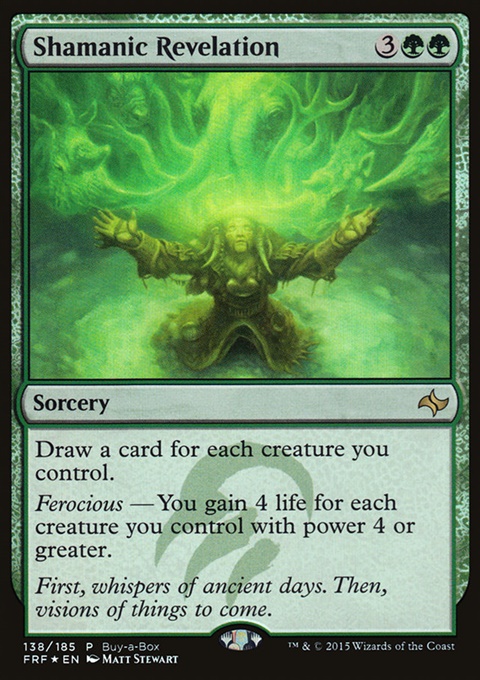 Shamanic Revelation 3
Sorcery
Draw a card for each creature you
control.
Ferocious — You gain 4 life for each
creature you control with power 4 or
greater.
First, whispers of ancient days. Then,
visions of things to come.
138/185 P Buy-a-Box
FRF ★ EN Matt Stewart
™ & © 2015 Wizards of the Coast